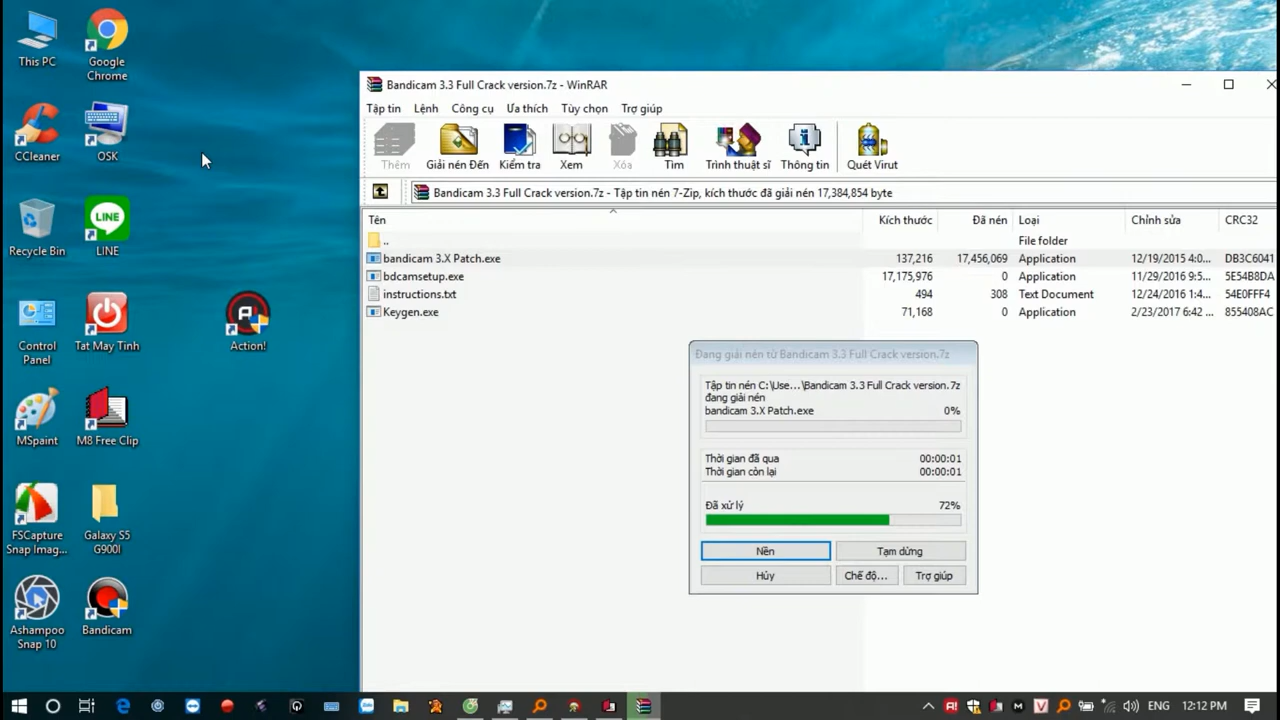 This PC
Google Chrome
CCleaner
OSK
Recycle Bin
LINE
Control Panel
Tat May Tinh
Action!
MSpaint
M8 Free Clip
FSCapture Snap Imag...
Galaxy S5 G900I
Ashampoo Snap 10
Bandicam
Bandicam 3.3 Full Crack version.7z - WinRAR
Tập tin Lệnh Công cụ Ưa thích Tùy chọn Trợ giúp
Thêm Giải nén Đến Kiểm tra Xem Xóa Tìm Trình thuật sĩ Thông tin Quét Virut
Bandicam 3.3 Full Crack version.7z - Tập tin nén 7-Zip, kích thước đã giải nén 17,384,854 byte
Tên Kích thước Đã nén Loại Chỉnh sửa CRC32
.. File folder
bandicam 3.X Patch.exe 137,216 17,456,069 Application 12/19/2015 4:0... DB3C6041
bdcamsetup.exe 17,175,976 0 Application 11/29/2016 9:5... 5E54B8DA
instructions.txt 494 308 Text Document 12/24/2016 1:4... 54E0FFF4
Keygen.exe 71,168 0 Application 2/23/2017 6:42 ... 855408AC
Đang giải nén từ Bandicam 3.3 Full Crack version.7z
Tập tin nén C:\Use...\Bandicam 3.3 Full Crack version.7z
đang giải nén
bandicam 3.X Patch.exe 0%
Thời gian đã qua 00:00:01
Thời gian còn lại 00:00:01
Đã xử lý 72%
Nền Tạm dừng
Hủy Chế độ... Trợ giúp
ENG 12:12 PM